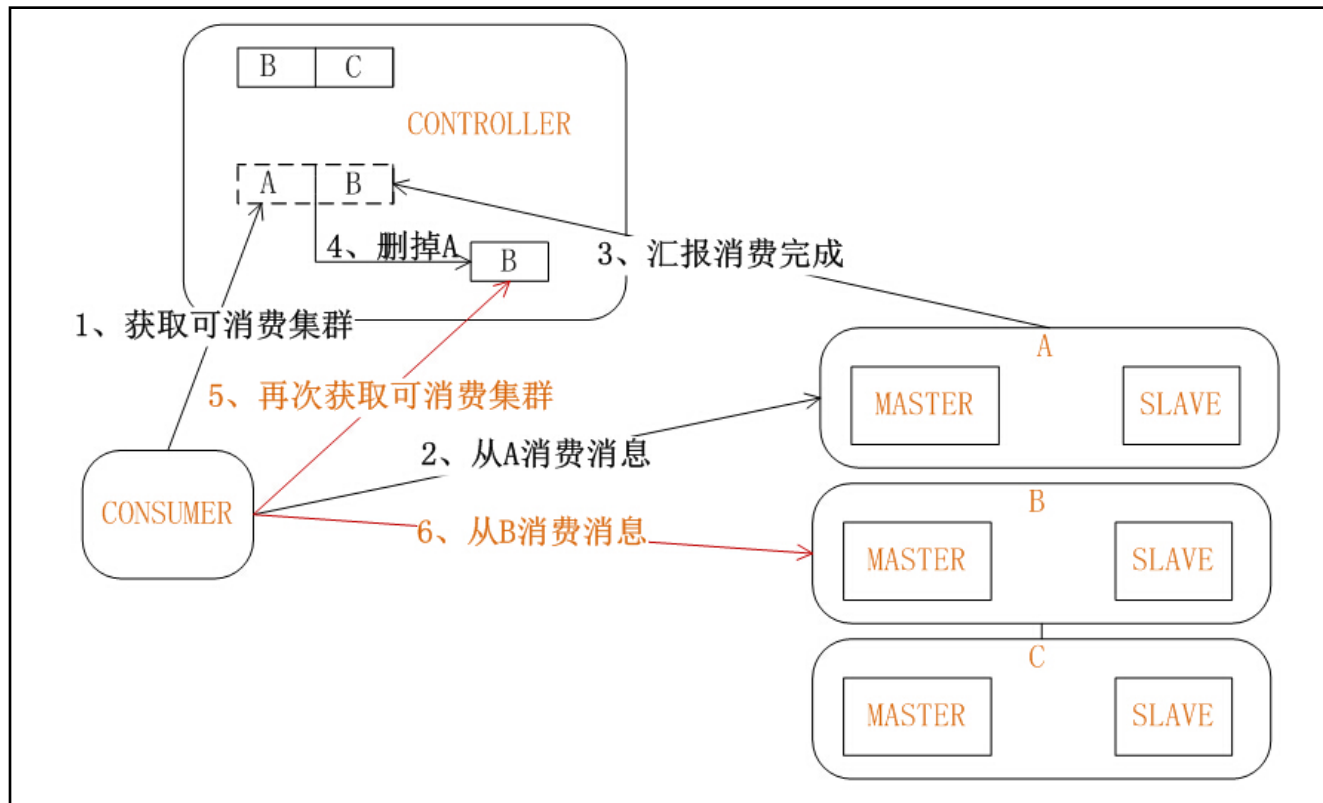 B C
CONTROLLER
A B
4、删掉A
B
3、汇报消费完成
1、获取可消费集群
A
5、再次获取可消费集群
MASTER SLAVE
2、从A消费消息
CONSUMER
B
6、从B消费消息
MASTER SLAVE
C
MASTER SLAVE